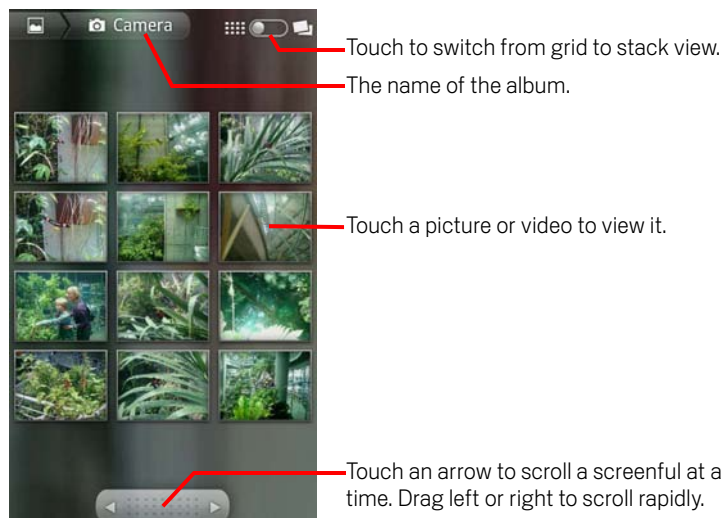 Camera
Touch to switch from grid to stack view.
The name of the album.
Touch a picture or video to view it.
Touch an arrow to scroll a screenful at a
time. Drag left or right to scroll rapidly.